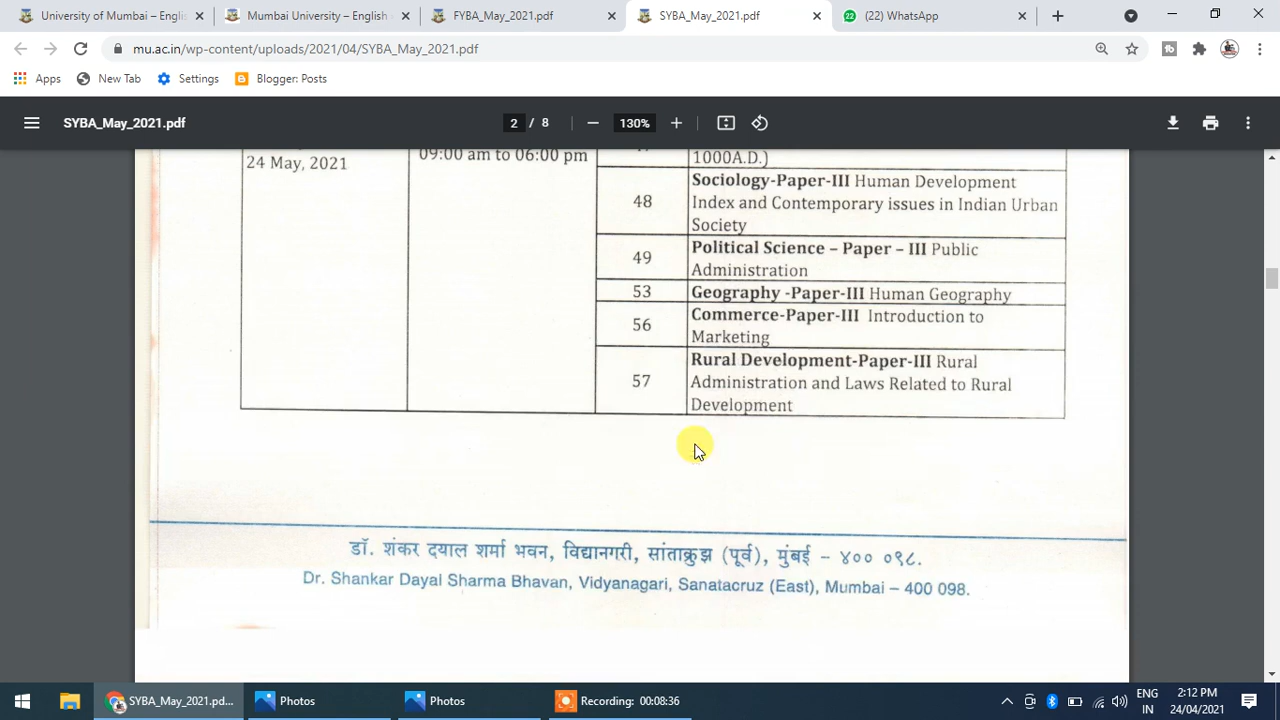 University of Mumbai – Englis
Mumbai University – English
FYBA_May_2021.pdf
SYBA_May_2021.pdf
(22) WhatsApp
mu.ac.in/wp-content/uploads/2021/04/SYBA_May_2021.pdf
Apps
New Tab
Settings
Blogger: Posts
SYBA_May_2021.pdf
2 / 8
130%
24 May, 2021
09:00 am to 06:00 pm
1000A.D.)
48
Sociology-Paper-III Human Development
Index and Contemporary issues in Indian Urban
Society
49
Political Science – Paper – III Public
Administration
53
Geography -Paper-III Human Geography
56
Commerce-Paper-III Introduction to
Marketing
57
Rural Development-Paper-III Rural
Administration and Laws Related to Rural
Development
डॉ. शंकर दयाल शर्मा भवन, विद्यानगरी, सांताक्रुझ (पूर्व), मुंबई – ४०० ०९८.
Dr. Shankar Dayal Sharma Bhavan, Vidyanagari, Sanatacruz (East), Mumbai – 400 098.
SYBA_May_2021.pd...
Photos
Photos
Recording: 00:08:36
ENG
IN
2:12 PM
24/04/2021